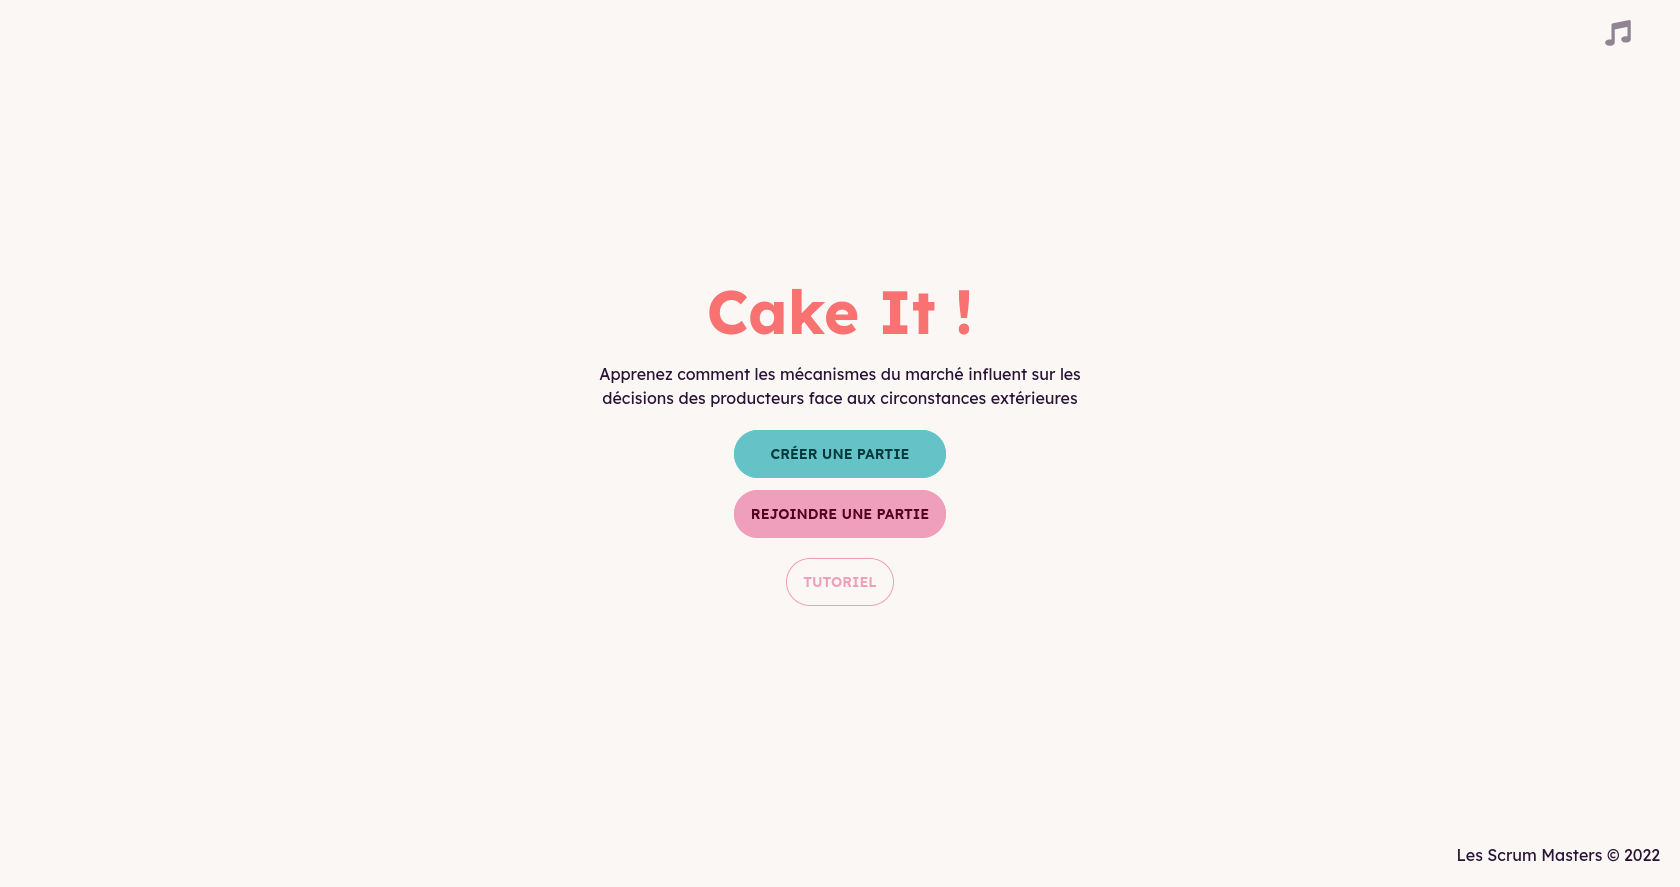 Cake It !
Apprenez comment les mécanismes du marché influent sur les
décisions des producteurs face aux circonstances extérieures
CRÉER UNE PARTIE
REJOINDRE UNE PARTIE
TUTORIEL
Les Scrum Masters © 2022